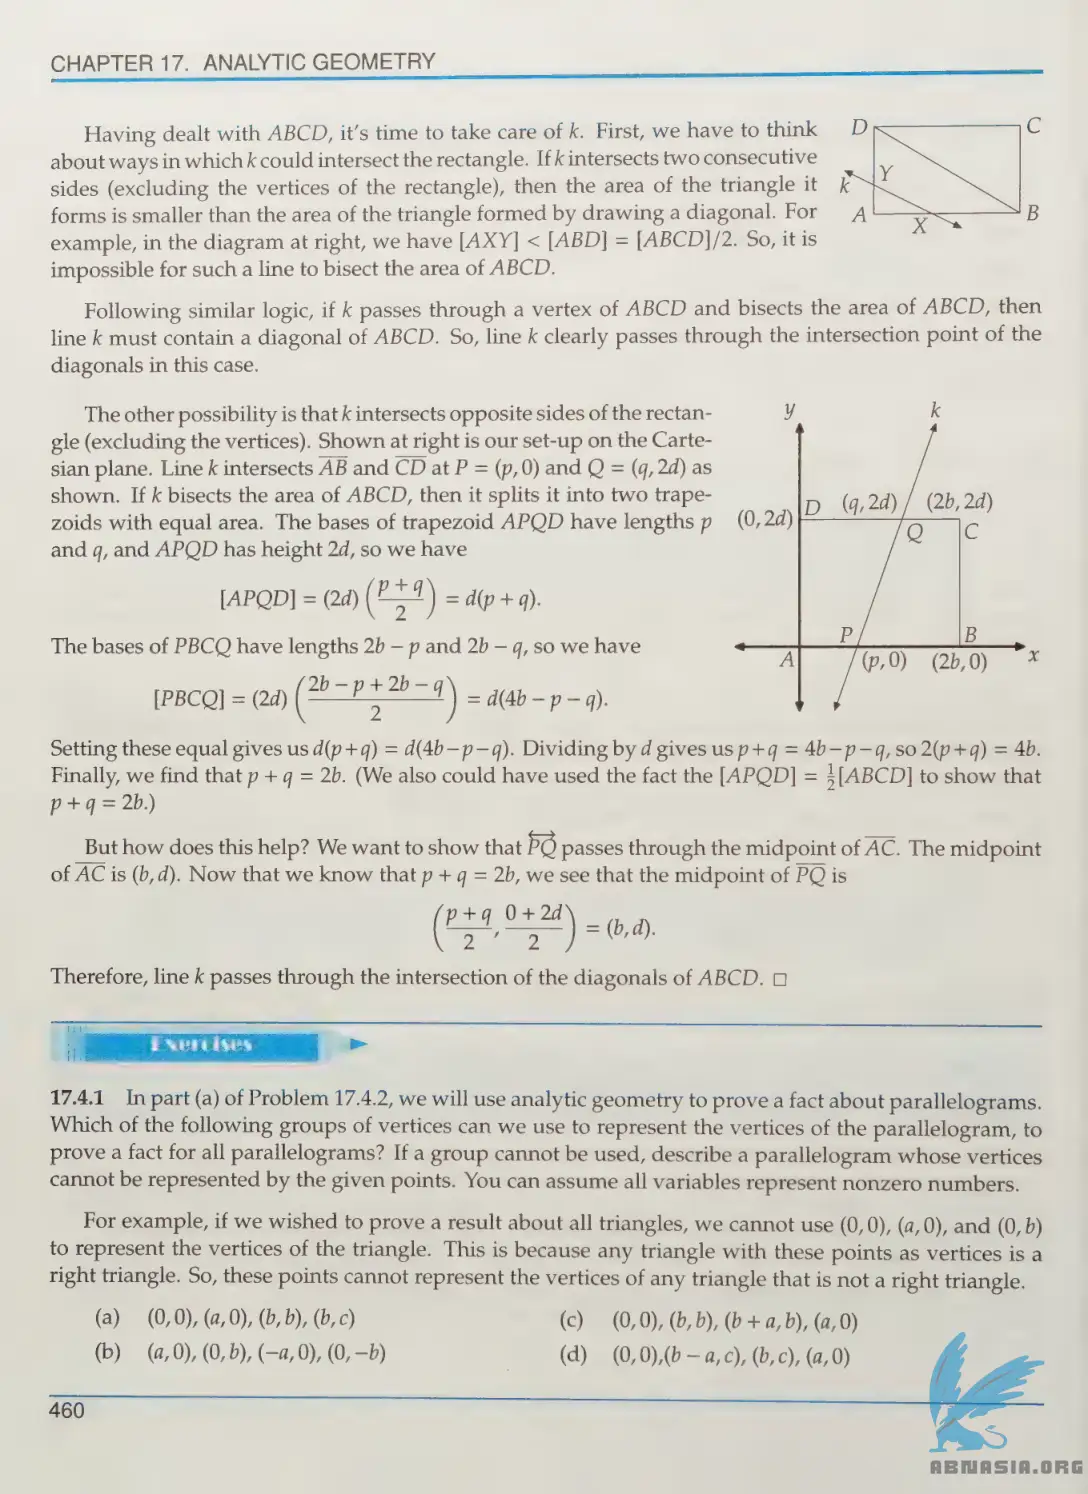 CHAPTER 17. ANALYTIC GEOMETRY
Having dealt with ABCD, it's time to take care of k. First, we have to think
about ways in which k could intersect the rectangle. If k intersects two consecutive
sides (excluding the vertices of the rectangle), then the area of the triangle it
forms is smaller than the area of the triangle formed by drawing a diagonal. For
example, in the diagram at right, we have [AXY] < [ABD] = [ABCD]/2. So, it is
impossible for such a line to bisect the area of ABCD.
D
C
Y
k
A
X
B
Following similar logic, if k passes through a vertex of ABCD and bisects the area of ABCD, then
line k must contain a diagonal of ABCD. So, line k clearly passes through the intersection point of the
diagonals in this case.
The other possibility is that k intersects opposite sides of the rectan-
gle (excluding the vertices). Shown at right is our set-up on the Carte-
sian plane. Line k intersects \overline{AB} and \overline{CD} at P = (p, 0) and Q = (q, 2d) as
shown. If k bisects the area of ABCD, then it splits it into two trape-
zoids with equal area. The bases of trapezoid APQD have lengths p
and q, and APQD has height 2d, so we have
[APQD] = (2d) ((p + q)/2) = d(p + q).
The bases of PBCQ have lengths 2b − p and 2b − q, so we have
[PBCQ] = (2d) ((2b − p + 2b − q)/2) = d(4b − p − q).
y
k
D (q, 2d) (2b, 2d)
(0, 2d)
Q C
P B
A (p, 0) (2b, 0) x
Setting these equal gives us d(p+q) = d(4b−p−q). Dividing by d gives us p+q = 4b−p−q, so 2(p+q) = 4b.
Finally, we find that p + q = 2b. (We also could have used the fact the [APQD] = ½[ABCD] to show that
p + q = 2b.)
But how does this help? We want to show that \overleftrightarrow{PQ} passes through the midpoint of \overline{AC}. The midpoint
of \overline{AC} is (b, d). Now that we know that p + q = 2b, we see that the midpoint of \overline{PQ} is
((p + q)/2, (0 + 2d)/2) = (b, d).
Therefore, line k passes through the intersection of the diagonals of ABCD. □
Exercises
17.4.1 In part (a) of Problem 17.4.2, we will use analytic geometry to prove a fact about parallelograms.
Which of the following groups of vertices can we use to represent the vertices of the parallelogram, to
prove a fact for all parallelograms? If a group cannot be used, describe a parallelogram whose vertices
cannot be represented by the given points. You can assume all variables represent nonzero numbers.
For example, if we wished to prove a result about all triangles, we cannot use (0, 0), (a, 0), and (0, b)
to represent the vertices of the triangle. This is because any triangle with these points as vertices is a
right triangle. So, these points cannot represent the vertices of any triangle that is not a right triangle.
(a) (0, 0), (a, 0), (b, b), (b, c)
(b) (a, 0), (0, b), (−a, 0), (0, −b)
(c) (0, 0), (b, b), (b + a, b), (a, 0)
(d) (0, 0),(b − a, c), (b, c), (a, 0)
460
ABNASIA.ORG